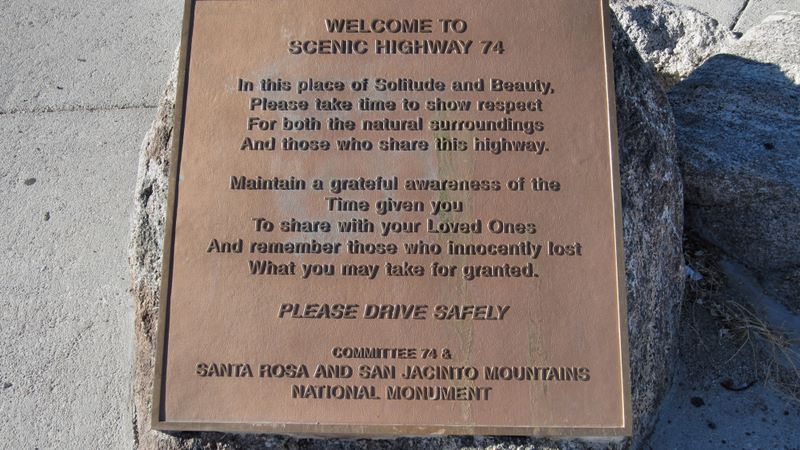 WELCOME TO
SCENIC HIGHWAY 74
In this place of Solitude and Beauty,
Please take time to show respect
For both the natural surroundings
And those who share this highway.
Maintain a grateful awareness of the
Time given you
To share with your Loved Ones
And remember those who innocently lost
What you may take for granted.
PLEASE DRIVE SAFELY
COMMITTEE 74 &
SANTA ROSA AND SAN JACINTO MOUNTAINS
NATIONAL MONUMENT